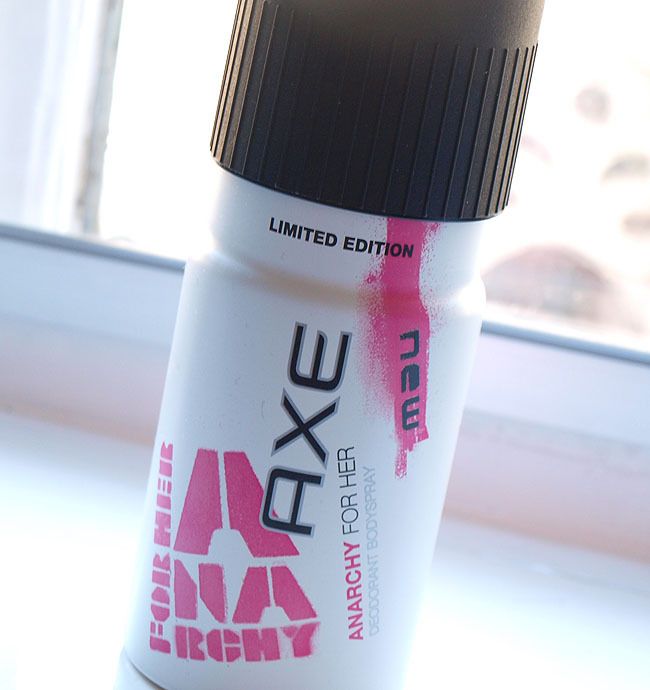 LIMITED EDITION
new
AXE
ANARCHY FOR HER
DEODORANT BODYSPRAY
FOR HER
A
NA
RCHY